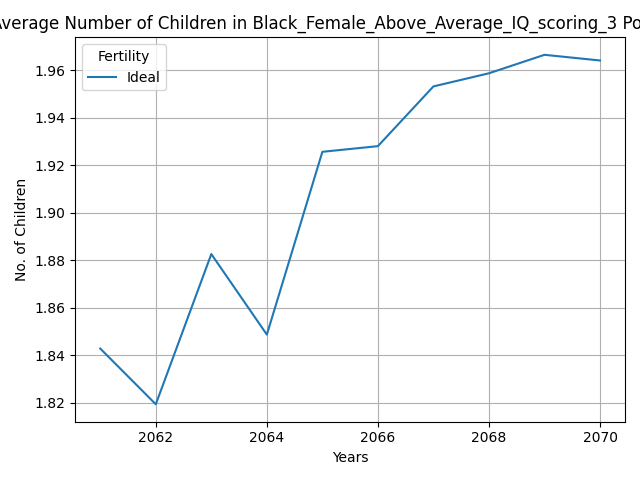 Average Number of Children in Black_Female_Above_Average_IQ_scoring_3 Po
Fertility
Ideal
1.96
1.94
1.92
1.90
1.88
1.86
1.84
1.82
No. of Children
2062 2064 2066 2068 2070
Years